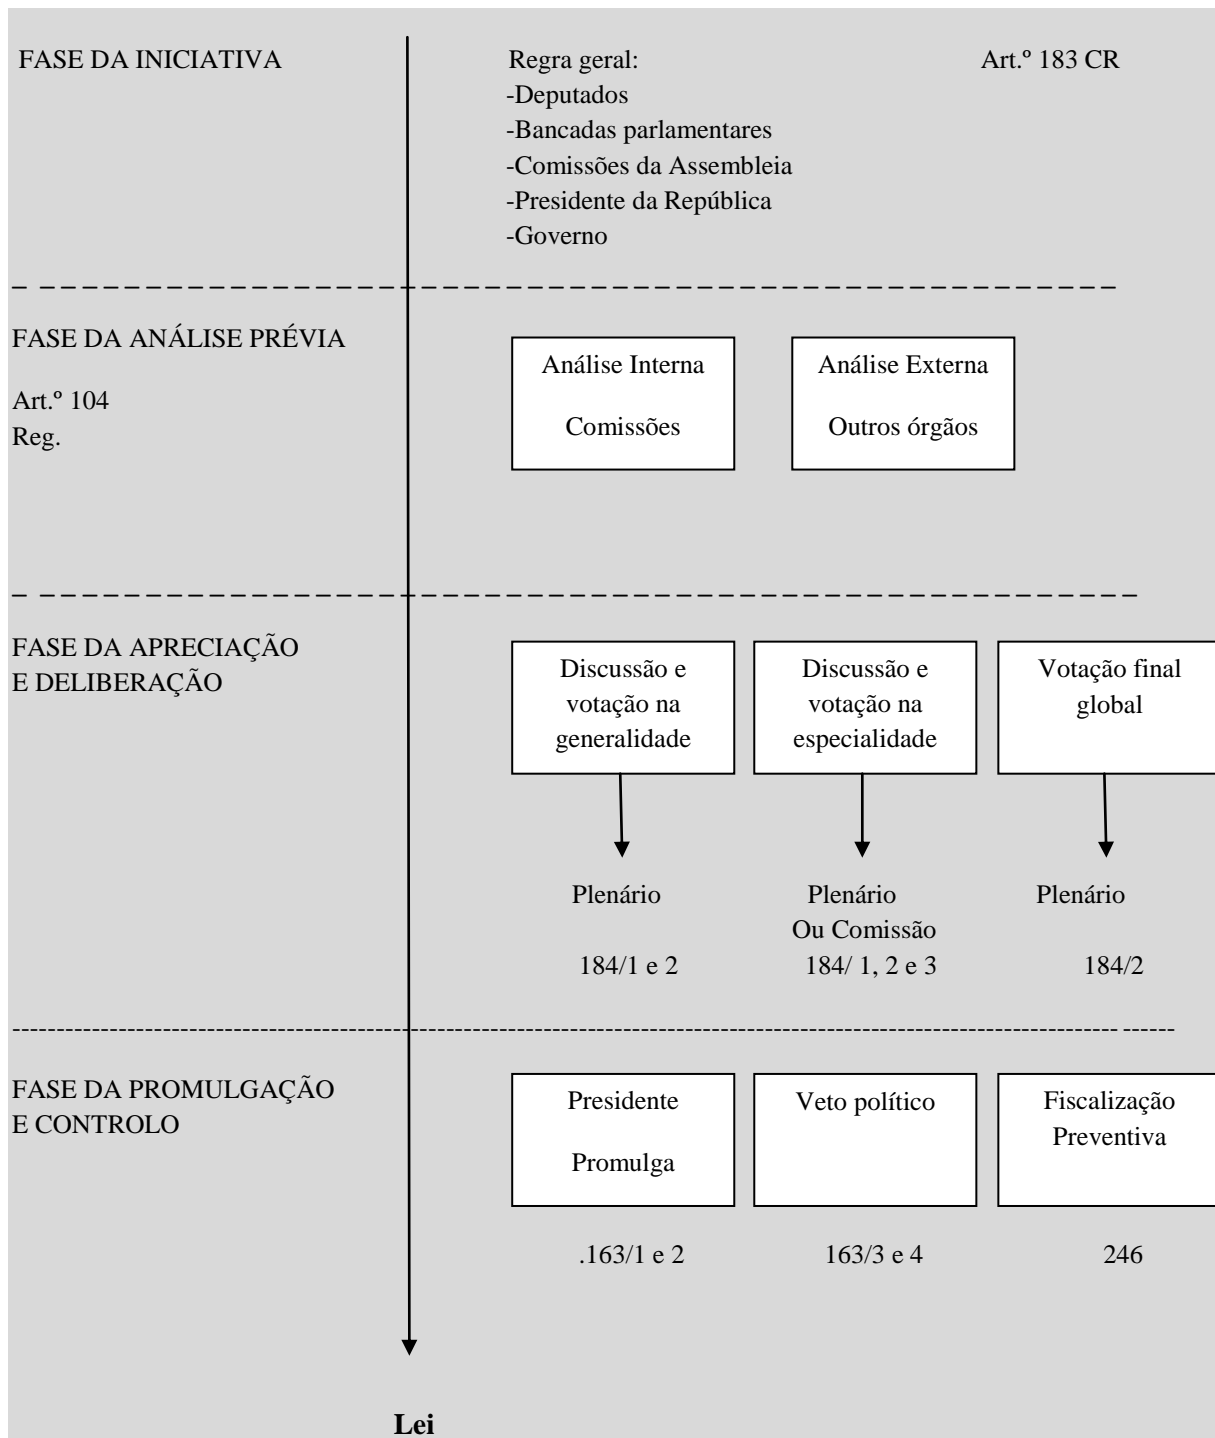 FASE DA INICIATIVA
Regra geral:
Art.º 183 CR
-Deputados
-Bancadas parlamentares
-Comissões da Assembleia
-Presidente da República
-Governo
FASE DA ANÁLISE PRÉVIA
Art.º 104
Reg.
Análise Interna
Comissões
Análise Externa
Outros órgãos
FASE DA APRECIAÇÃO
E DELIBERAÇÃO
Discussão e
votação na
generalidade
Discussão e
votação na
especialidade
Votação final
global
Plenário
184/1 e 2
Plenário
Ou Comissão
184/ 1, 2 e 3
Plenário
184/2
FASE DA PROMULGAÇÃO
E CONTROLO
Presidente
Promulga
Veto político
Fiscalização
Preventiva
.163/1 e 2
163/3 e 4
246
Lei